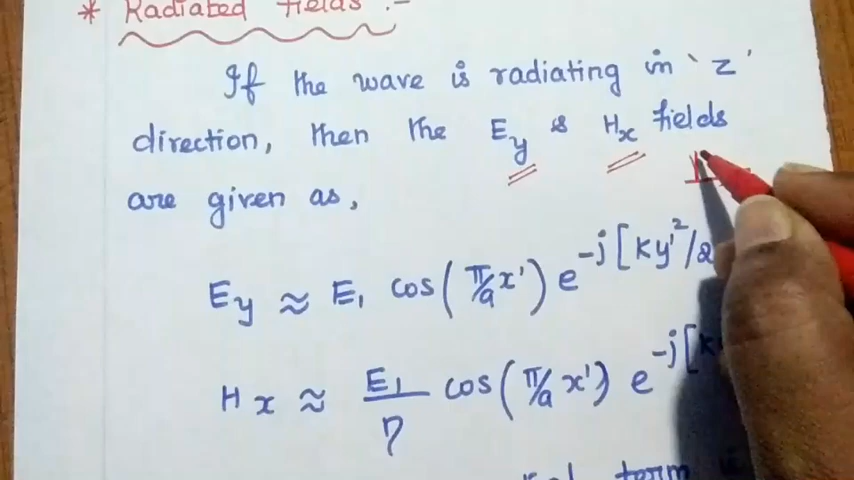 * Radiated fields :-
If the wave is radiating in 'z'
direction, then the Ey & Hx fields
are given as,
Ey ≈ E₁ cos(π/a x') e^-j[ky'²/2
Hx ≈ E₁/η cos(π/a x') e^-j[k
term